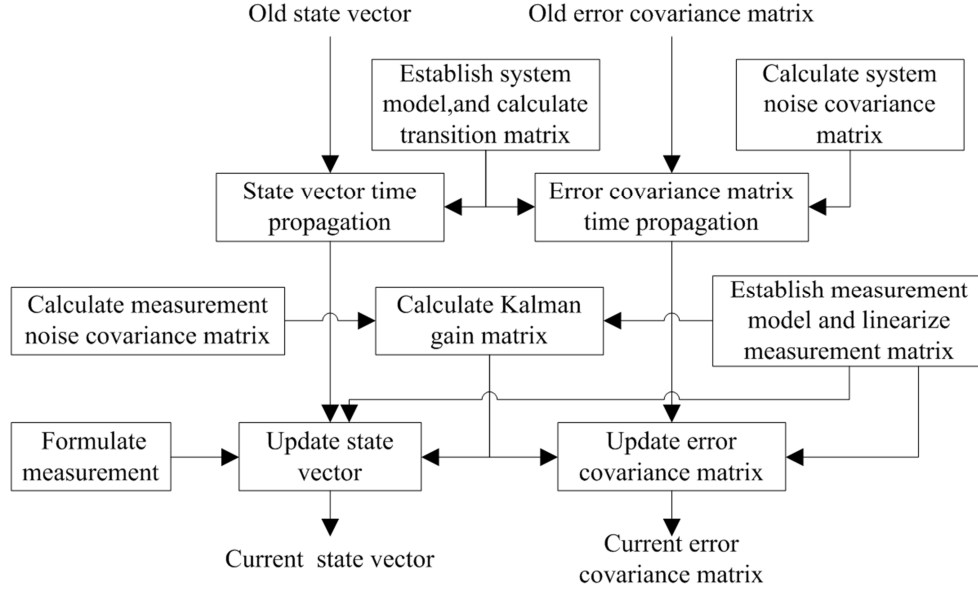 Old state vector
Old error covariance matrix
Establish system
model,and calculate
transition matrix
Calculate system
noise covariance
matrix
State vector time
propagation
Error covariance matrix
time propagation
Calculate measurement
noise covariance matrix
Calculate Kalman
gain matrix
Establish measurement
model and linearize
measurement matrix
Formulate
measurement
Update state
vector
Update error
covariance matrix
Current state vector
Current error
covariance matrix